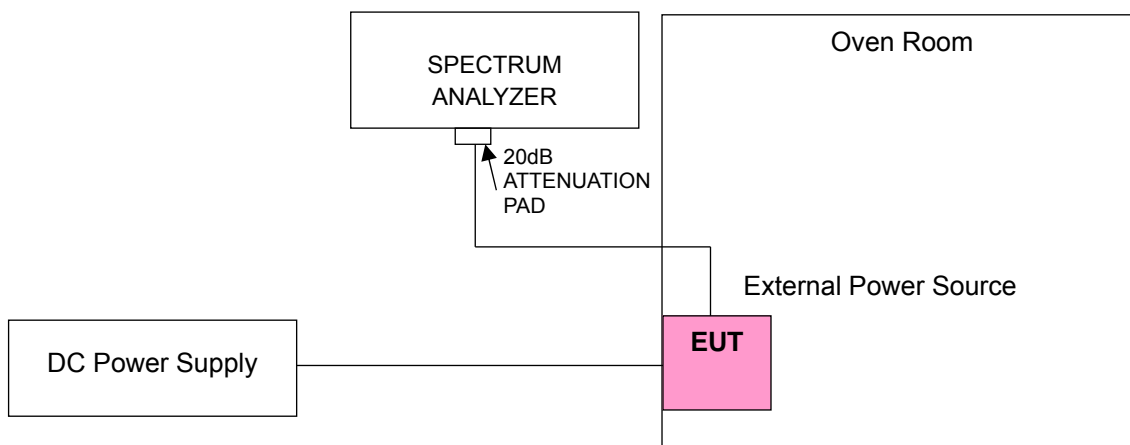 SPECTRUM
ANALYZER
Oven Room
20dB
ATTENUATION
PAD
External Power Source
EUT
DC Power Supply